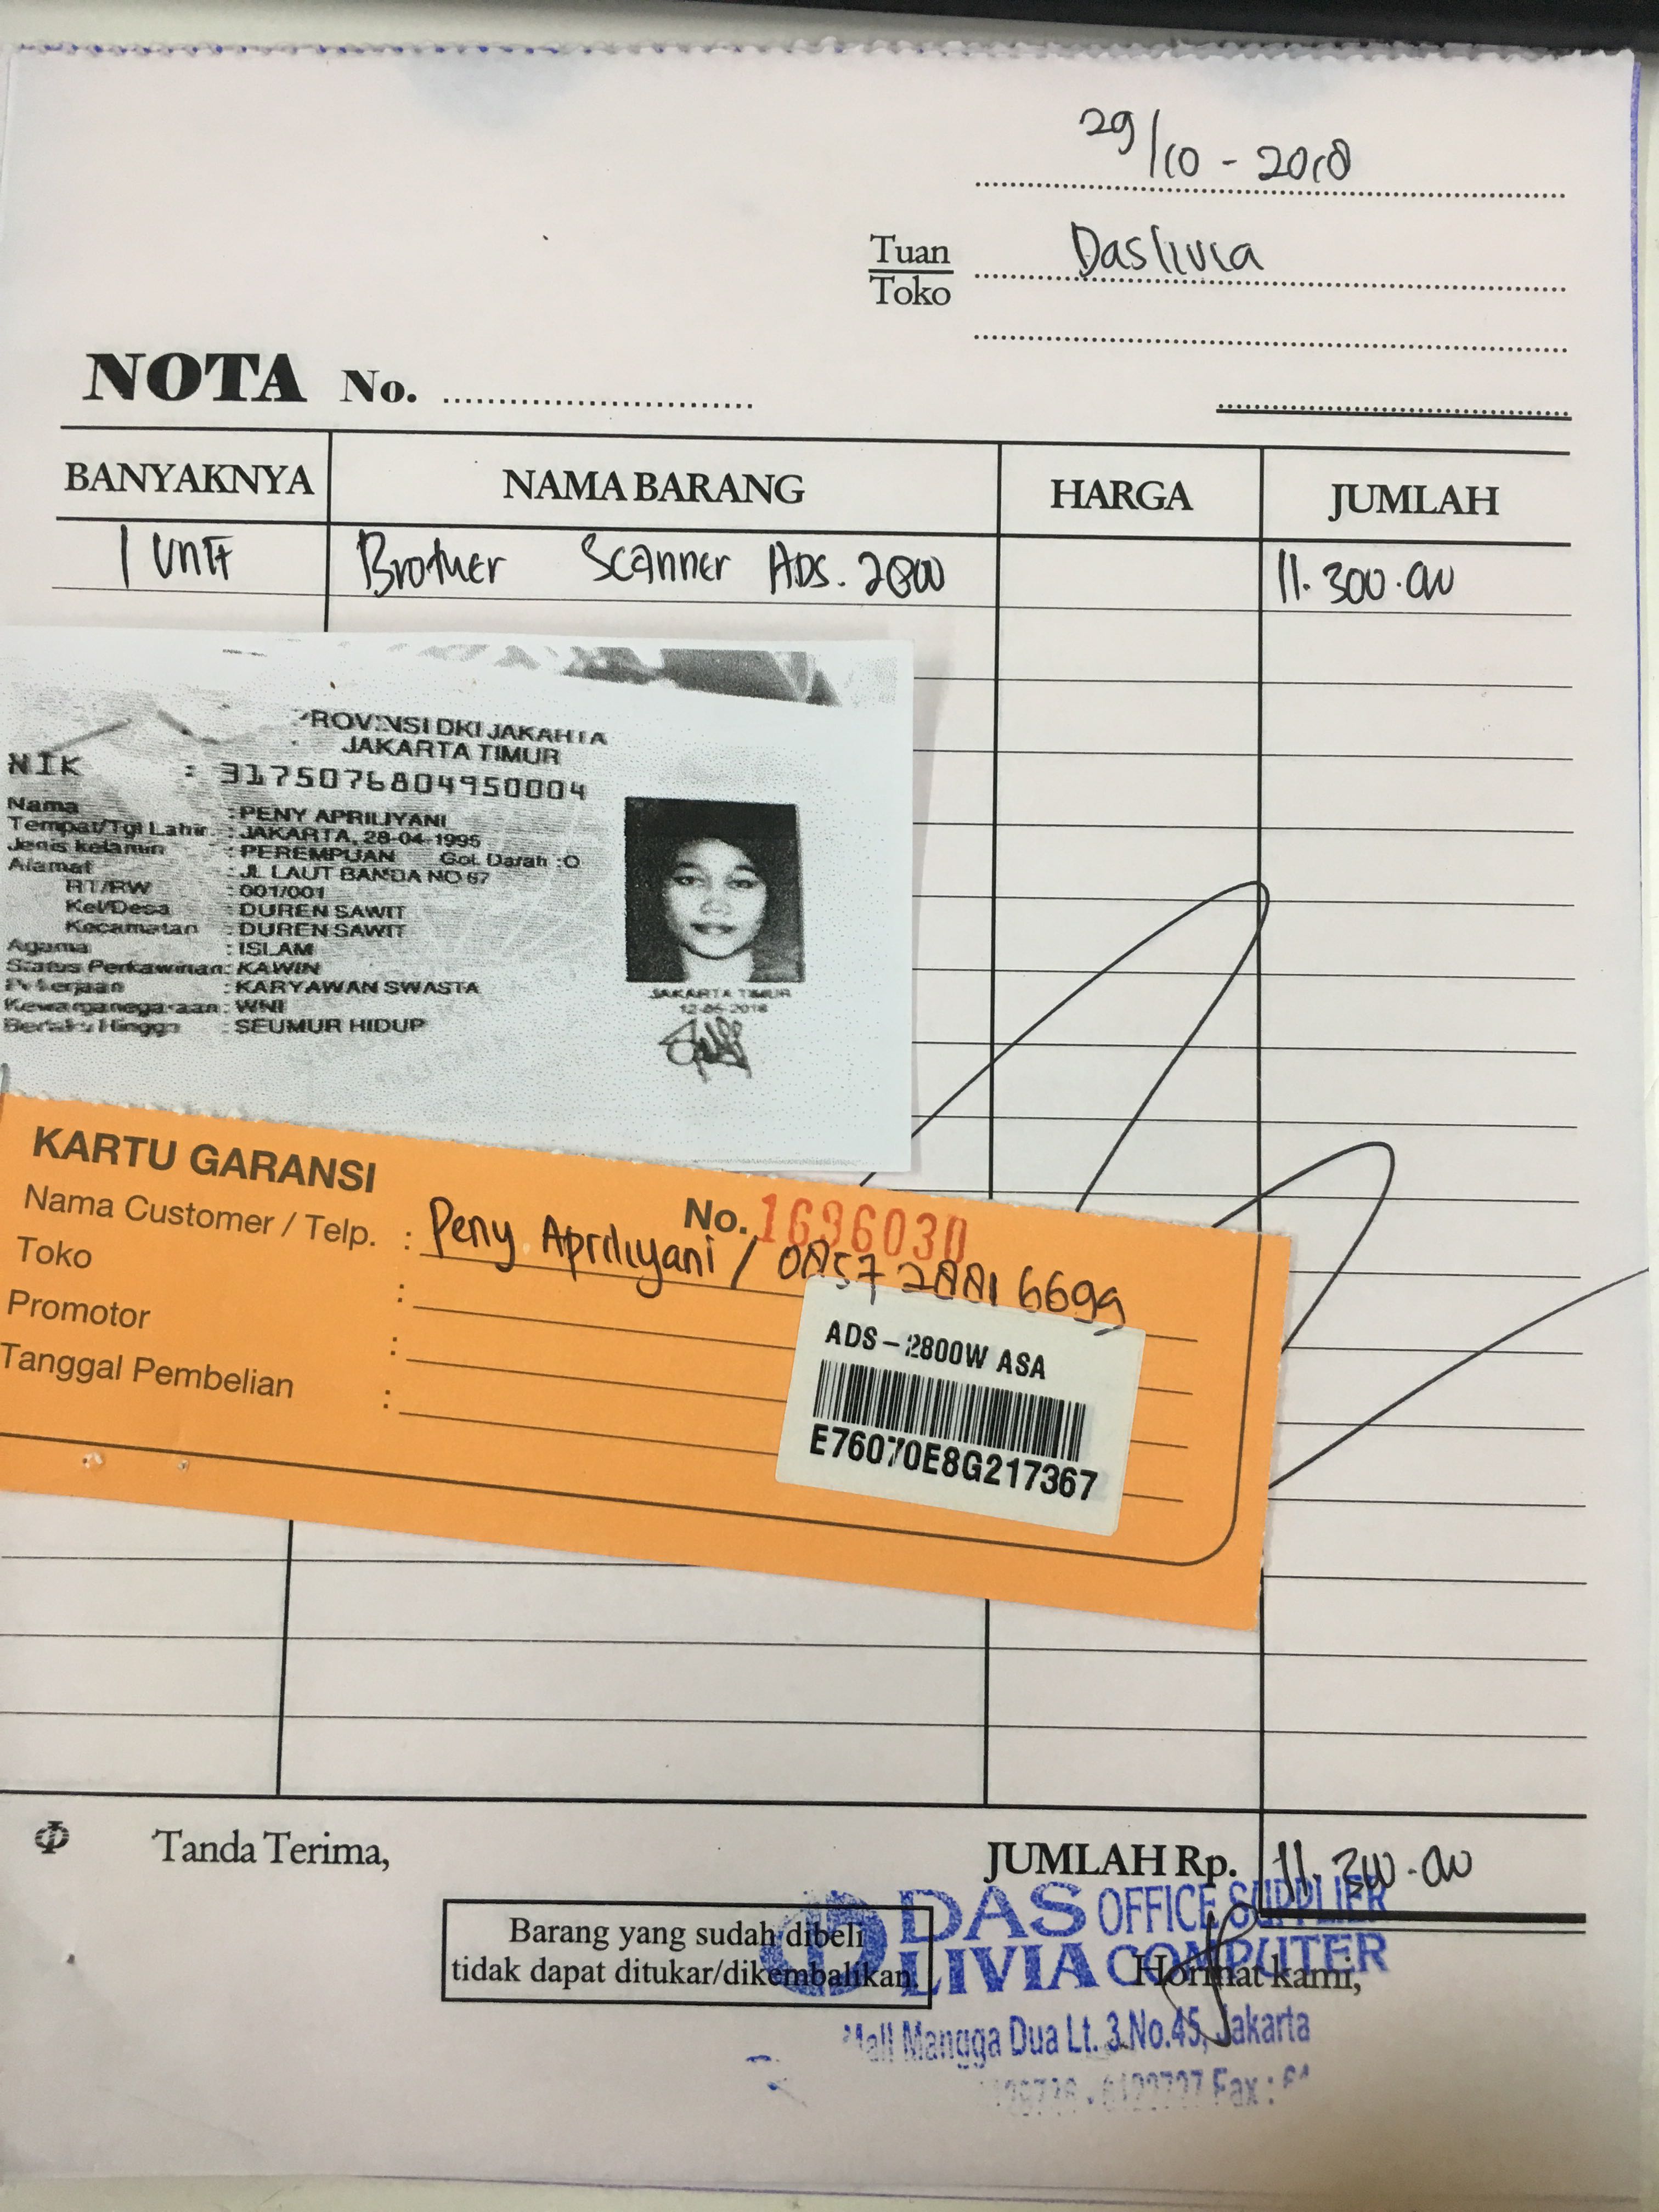 29/10-2018
Tuan
Toko
Daslivia
NOTA No.
BANYAKNYA NAMA BARANG HARGA JUMLAH
1 Unit Brother Scanner ADS. 2800 11.300.000
PROVINSI DKI JAKARTA
JAKARTA TIMUR
NIK : 3175076804950004
Nama : PENY APRILIYANI
Tempat/Tgl Lahir : JAKARTA, 28-04-1995
Jenis kelamin : PEREMPUAN Gol. Darah :O
Alamat : JL LAUT BANDA NO 67
RT/RW : 001/001
Kel/Desa : DUREN SAWIT
Kecamatan : DUREN SAWIT
Agama : ISLAM
Status Perkawinan: KAWIN
Pekerjaan : KARYAWAN SWASTA
Kewarganegaraan: WNI
Berlaku Hingga : SEUMUR HIDUP
JAKARTA TIMUR
KARTU GARANSI
No. 1696030
Nama Customer / Telp. : Peny Apriliyani / 0857 2881 6699
Toko :
Promotor :
Tanggal Pembelian :
ADS-2800W ASA
E76070E8G217367
Tanda Terima,
JUMLAH Rp. 11.300.000
Barang yang sudah dibeli
tidak dapat ditukar/dikembalikan.
DAS OFFICE SUPPLIER
LIVIA COMPUTER
Hormat kami,
Mall Mangga Dua Lt. 3.No.45, Jakarta
Fax :